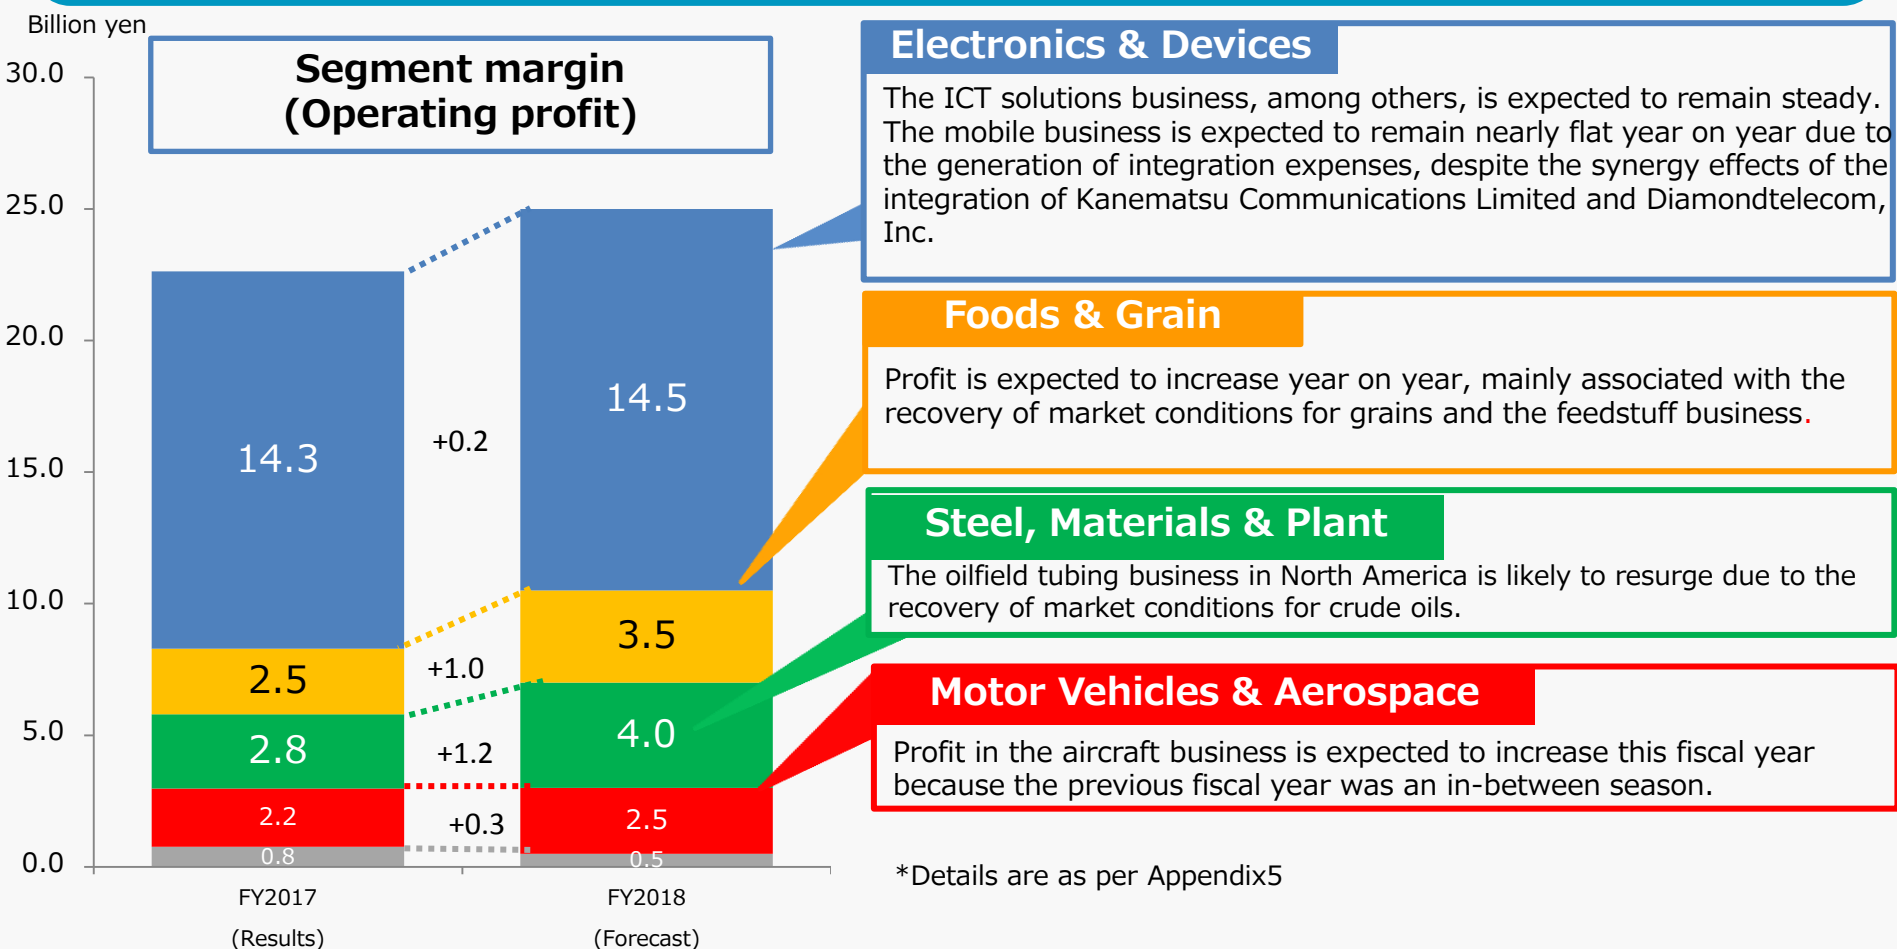 Billion yen
Segment margin
(Operating profit)
30.0
25.0
20.0
15.0
10.0
5.0
0.0
14.3
2.5
2.8
2.2
0.8
+0.2
+1.0
+1.2
+0.3
14.5
3.5
4.0
2.5
0.5
FY2017
(Results)
FY2018
(Forecast)
Electronics & Devices
The ICT solutions business, among others, is expected to remain steady.
The mobile business is expected to remain nearly flat year on year due to
the generation of integration expenses, despite the synergy effects of the
integration of Kanematsu Communications Limited and Diamondtelecom,
Inc.
Foods & Grain
Profit is expected to increase year on year, mainly associated with the
recovery of market conditions for grains and the feedstuff business.
Steel, Materials & Plant
The oilfield tubing business in North America is likely to resurge due to the
recovery of market conditions for crude oils.
Motor Vehicles & Aerospace
Profit in the aircraft business is expected to increase this fiscal year
because the previous fiscal year was an in-between season.
*Details are as per Appendix5